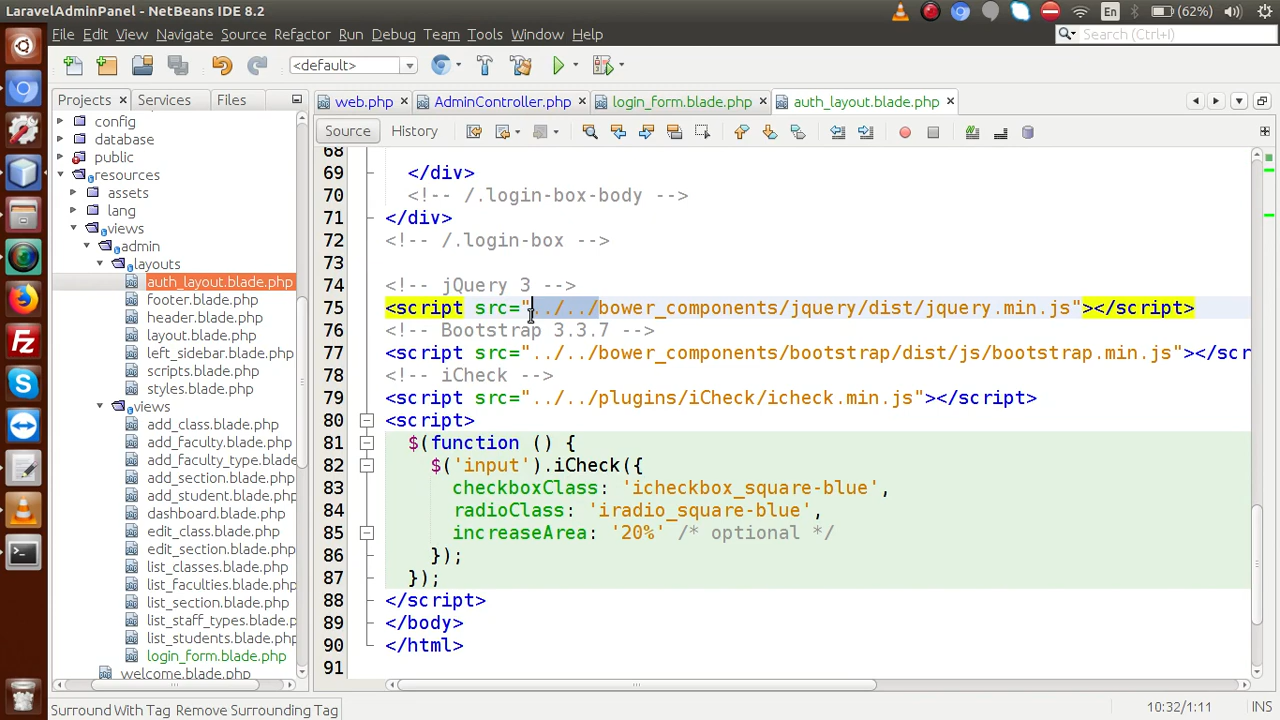 LaravelAdminPanel - NetBeans IDE 8.2
En
(62%)
File Edit View Navigate Source Refactor Run Debug Team Tools Window Help
Search (Ctrl+I)
<default>
Projects Services Files
web.php AdminController.php login_form.blade.php auth_layout.blade.php
Source History
config
database
public
resources
assets
lang
views
admin
layouts
auth_layout.blade.php
footer.blade.php
header.blade.php
layout.blade.php
left_sidebar.blade.php
scripts.blade.php
styles.blade.php
views
add_class.blade.php
add_faculty.blade.php
add_faculty_type.blade
add_section.blade.php
add_student.blade.php
dashboard.blade.php
edit_class.blade.php
edit_section.blade.php
list_classes.blade.php
list_faculties.blade.php
list_section.blade.php
list_staff_types.blade.php
list_students.blade.php
login_form.blade.php
welcome.blade.php
68
69 </div>
70 <!-- /.login-box-body -->
71 </div>
72 <!-- /.login-box -->
73
74 <!-- jQuery 3 -->
75 <script src="../../bower_components/jquery/dist/jquery.min.js"></script>
76 <!-- Bootstrap 3.3.7 -->
77 <script src="../../bower_components/bootstrap/dist/js/bootstrap.min.js"></scr
78 <!-- iCheck -->
79 <script src="../../plugins/iCheck/icheck.min.js"></script>
80 <script>
81 $(function () {
82 $('input').iCheck({
83 checkboxClass: 'icheckbox_square-blue',
84 radioClass: 'iradio_square-blue',
85 increaseArea: '20%' /* optional */
86 });
87 });
88 </script>
89 </body>
90 </html>
91
Surround With Tag Remove Surrounding Tag
10:32/1:11 INS